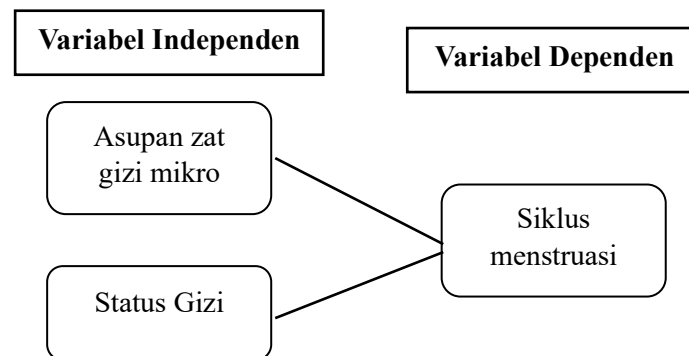 Variabel Independen
Variabel Dependen
Asupan zat
gizi mikro
Siklus
menstruasi
Status Gizi